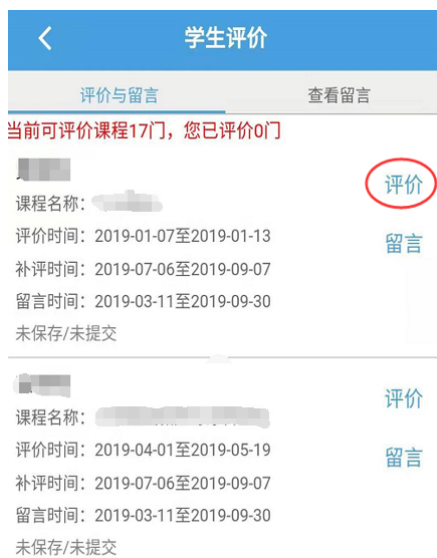 学生评价
评价与留言 查看留言
当前可评价课程17门，您已评价0门
评价
课程名称：
评价时间：2019-01-07至2019-01-13
留言
补评时间：2019-07-06至2019-09-07
留言时间：2019-03-11至2019-09-30
未保存/未提交
评价
课程名称：
评价时间：2019-04-01至2019-05-19
留言
补评时间：2019-07-06至2019-09-07
留言时间：2019-03-11至2019-09-30
未保存/未提交